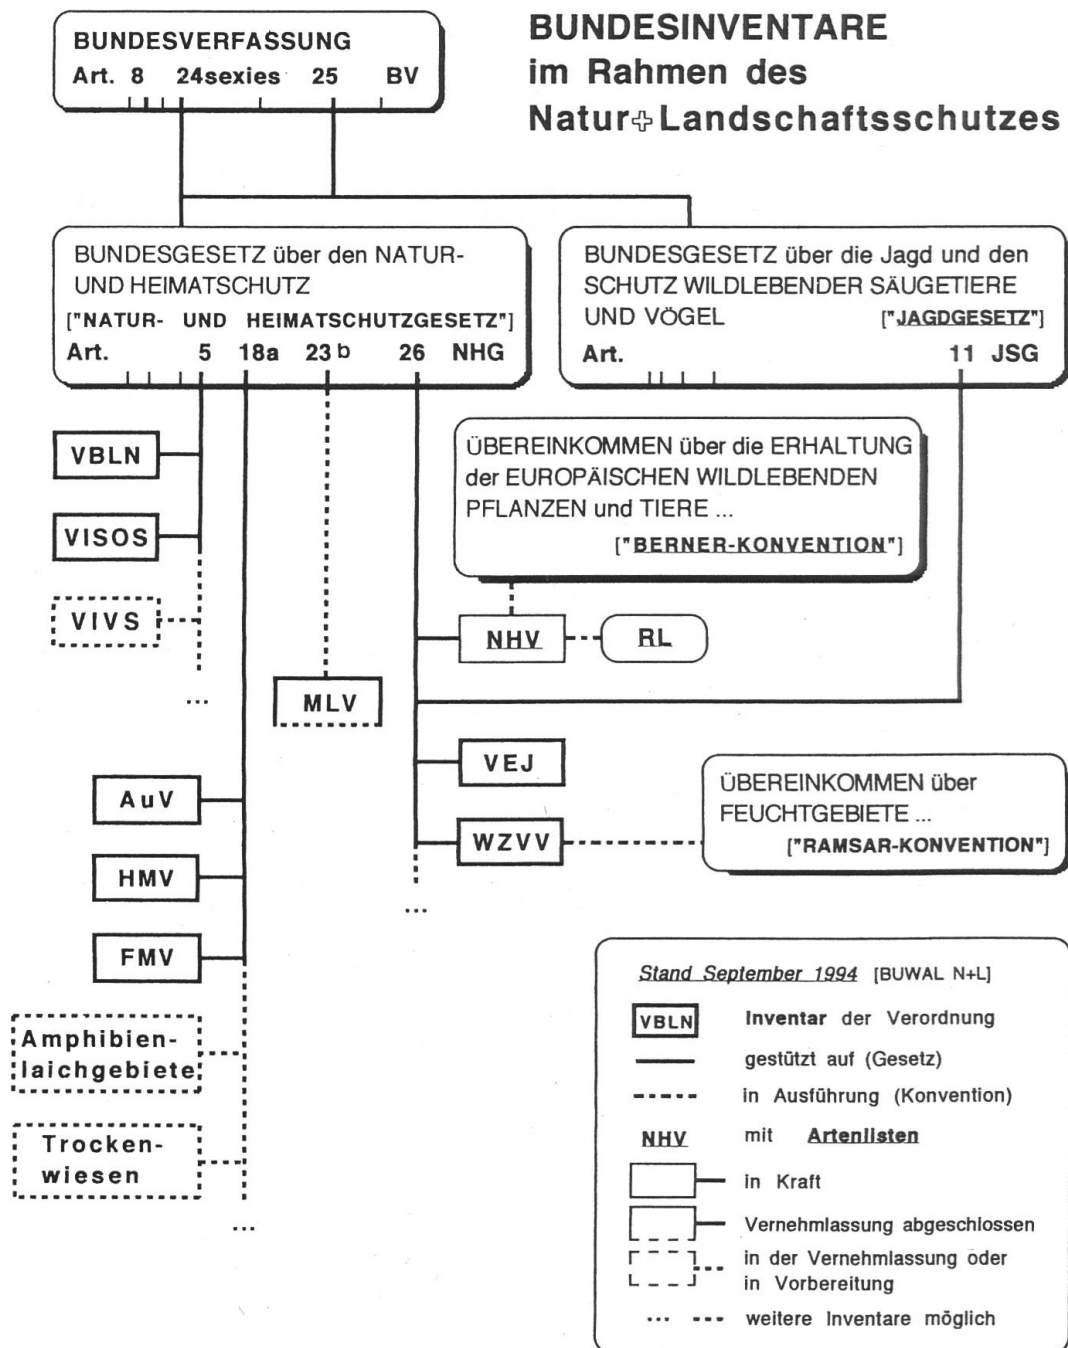 BUNDESINVENTARE
im Rahmen des
Natur+Landschaftsschutzes
BUNDESVERFASSUNG
Art. 8 24sexies 25 BV
BUNDESGESETZ über den NATUR-
UND HEIMATSCHUTZ
["NATUR- UND HEIMATSCHUTZGESETZ"]
Art. 5 18a 23b 26 NHG
BUNDESGESETZ über die Jagd und den
SCHUTZ WILDLEBENDER SÄUGETIERE
UND VÖGEL ["JAGDGESETZ"]
Art. 11 JSG
VBLN
VISOS
VIVS
...
ÜBEREINKOMMEN über die ERHALTUNG
der EUROPÄISCHEN WILDLEBENDEN
PFLANZEN und TIERE ...
["BERNER-KONVENTION"]
NHV
RL
MLV
VEJ
WZVV
...
ÜBEREINKOMMEN über
FEUCHTGEBIETE ...
["RAMSAR-KONVENTION"]
AuV
HMV
FMV
Amphibien-
laichgebiete
Trocken-
wiesen
...
Stand September 1994 [BUWAL N+L]
VBLN Inventar der Verordnung
gestützt auf (Gesetz)
in Ausführung (Konvention)
NHV mit Artenlisten
in Kraft
Vernehmlassung abgeschlossen
in der Vernehmlassung oder
in Vorbereitung
... weitere Inventare möglich